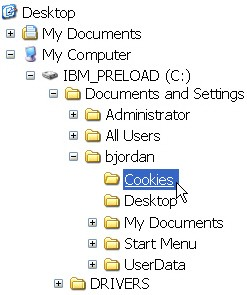 Desktop
My Documents
My Computer
IBM_PRELOAD (C:)
Documents and Settings
Administrator
All Users
bjordan
Cookies
Desktop
My Documents
Start Menu
UserData
DRIVERS